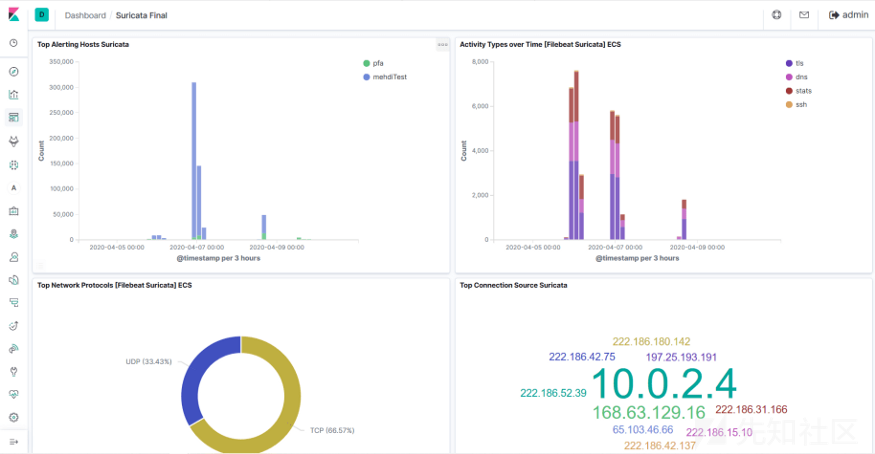 D Dashboard / Suricata Final admin
Top Alerting Hosts Suricata
350,000
300,000
250,000
200,000
150,000
100,000
50,000
0
Count
2020-04-05 00:00 2020-04-07 00:00 2020-04-09 00:00
@timestamp per 3 hours
pfa
mehdiTest
Activity Types over Time [Filebeat Suricata] ECS
8,000
6,000
4,000
2,000
0
Count
2020-04-05 00:00 2020-04-07 00:00 2020-04-09 00:00
@timestamp per 3 hours
tls
dns
stats
ssh
Top Network Protocols [Filebeat Suricata] ECS
UDP (33.43%)
TCP (66.57%)
Top Connection Source Suricata
222.186.180.142
222.186.42.75 197.25.193.191
10.0.2.4
222.186.52.39
168.63.129.16 222.186.31.166
65.103.46.66 222.186.15.10
222.186.42.137
先知社区